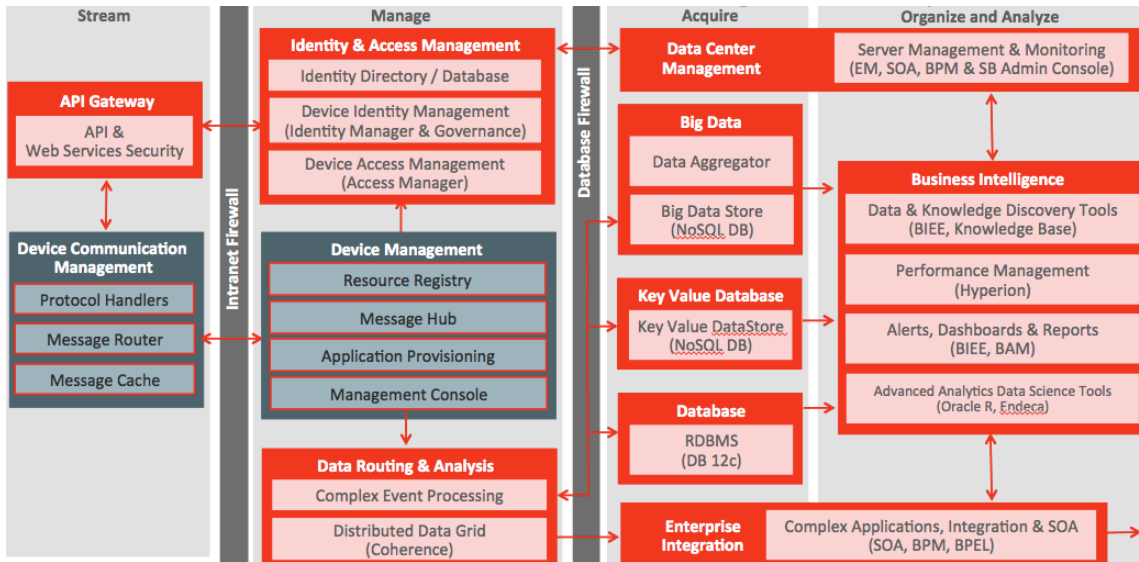 Stream
API Gateway
API &
Web Services Security
Device Communication
Management
Protocol Handlers
Message Router
Message Cache
Intranet Firewall
Manage
Identity & Access Management
Identity Directory / Database
Device Identity Management
(Identity Manager & Governance)
Device Access Management
(Access Manager)
Device Management
Resource Registry
Message Hub
Application Provisioning
Management Console
Data Routing & Analysis
Complex Event Processing
Distributed Data Grid
(Coherence)
Database Firewall
Acquire
Data Center
Management
Big Data
Data Aggregator
Big Data Store
(NoSQL DB)
Key Value Database
Key Value DataStore
(NoSQL DB)
Database
RDBMS
(DB 12c)
Enterprise
Integration
Organize and Analyze
Server Management & Monitoring
(EM, SOA, BPM & SB Admin Console)
Business Intelligence
Data & Knowledge Discovery Tools
(BIEE, Knowledge Base)
Performance Management
(Hyperion)
Alerts, Dashboards & Reports
(BIEE, BAM)
Advanced Analytics Data Science Tools
(Oracle R, Endeca)
Complex Applications, Integration & SOA
(SOA, BPM, BPEL)